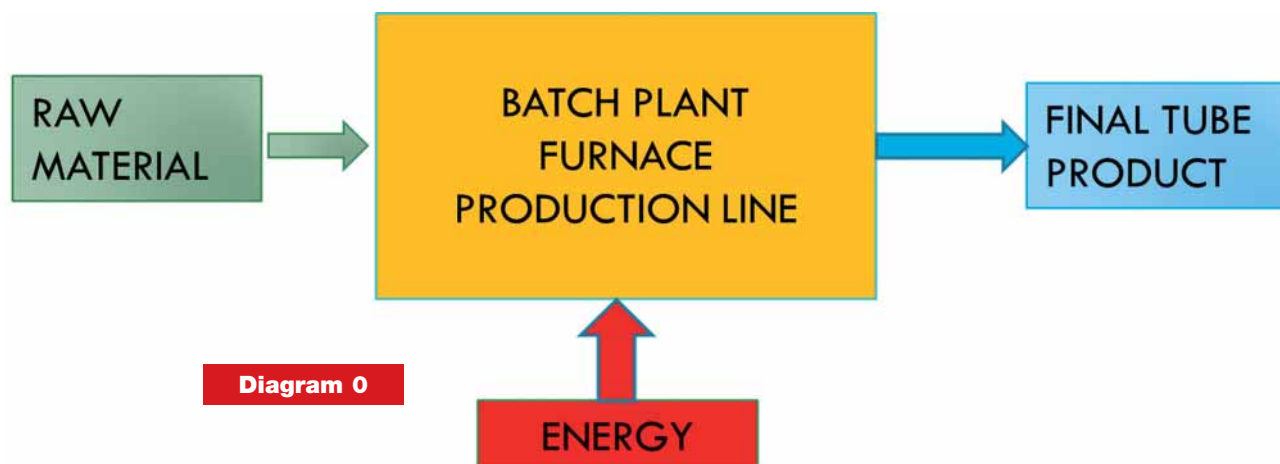 RAW
MATERIAL
BATCH PLANT
FURNACE
PRODUCTION LINE
FINAL TUBE
PRODUCT
Diagram 0
ENERGY